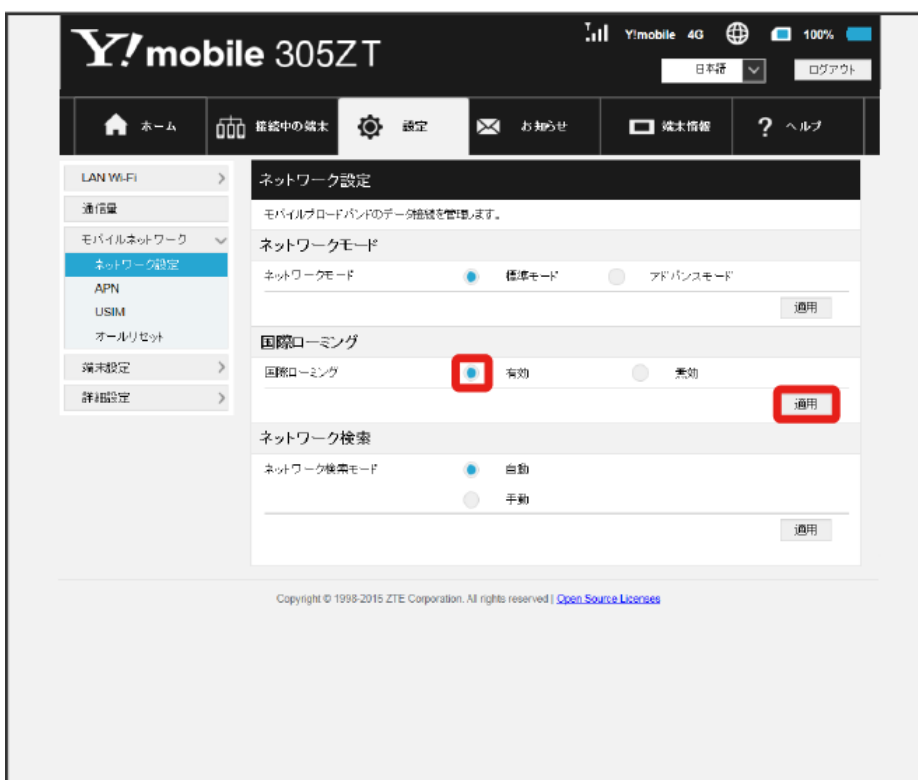 Y!mobile 4G 100%
Y!mobile 305ZT
日本語 ログアウト
ホーム 接続中の端末 設定 お知らせ 端末情報 ? ヘルプ
LAN Wi-Fi
通信量
モバイルネットワーク
ネットワーク設定
APN
USIM
オールリセット
端末設定
詳細設定
ネットワーク設定
モバイルブロードバンドのデータ接続を管理します。
ネットワークモード
ネットワークモード 標準モード アドバンスモード
適用
国際ローミング
国際ローミング 有効 無効
適用
ネットワーク検索
ネットワーク検索モード 自動
手動
適用
Copyright © 1998-2015 ZTE Corporation. All rights reserved | Open Source Licenses